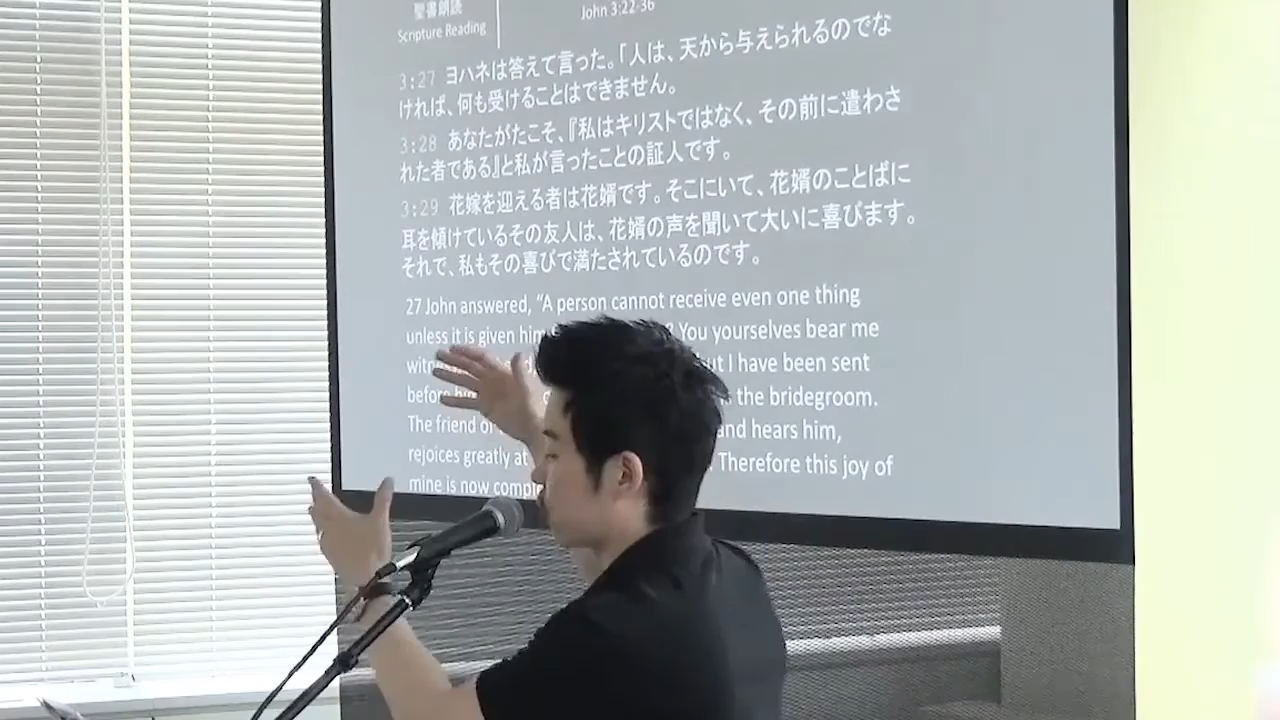 聖書朗読
Scripture Reading
John 3:22-36
3:27 ヨハネは答えて言った。「人は、天から与えられるのでな
ければ、何も受けることはできません。
3:28 あなたがたこそ、『私はキリストではなく、その前に遣わさ
れた者である』と私が言ったことの証人です。
3:29 花嫁を迎える者は花婿です。そこにいて、花婿のことばに
耳を傾けているその友人は、花婿の声を聞いて大いに喜びます。
それで、私もその喜びで満たされているのです。
27 John answered, “A person cannot receive even one thing
unless it is given him You yourselves bear me
but I have been sent
before the bridegroom.
The friend of and hears him,
rejoices greatly at Therefore this joy of
mine is now